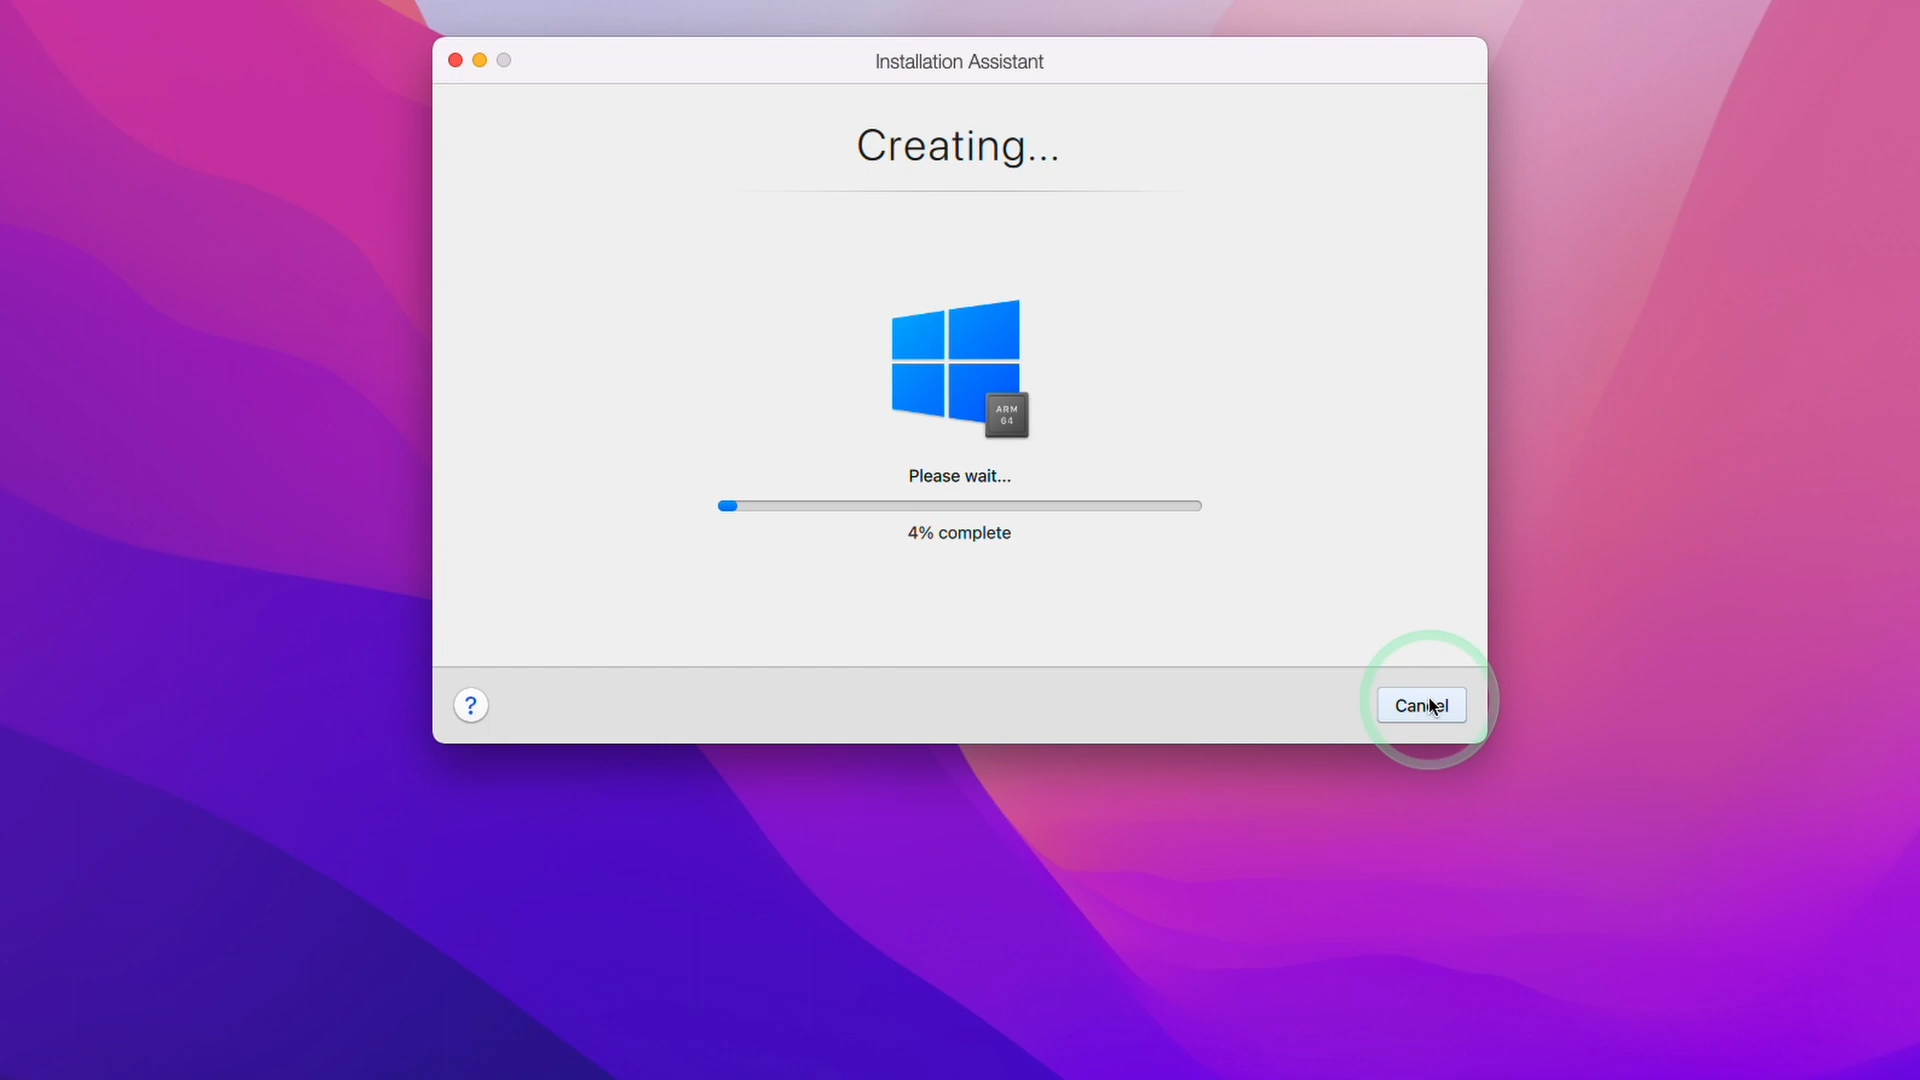 Installation Assistant
Creating...
ARM
64
Please wait...
4% complete
?
Cancel